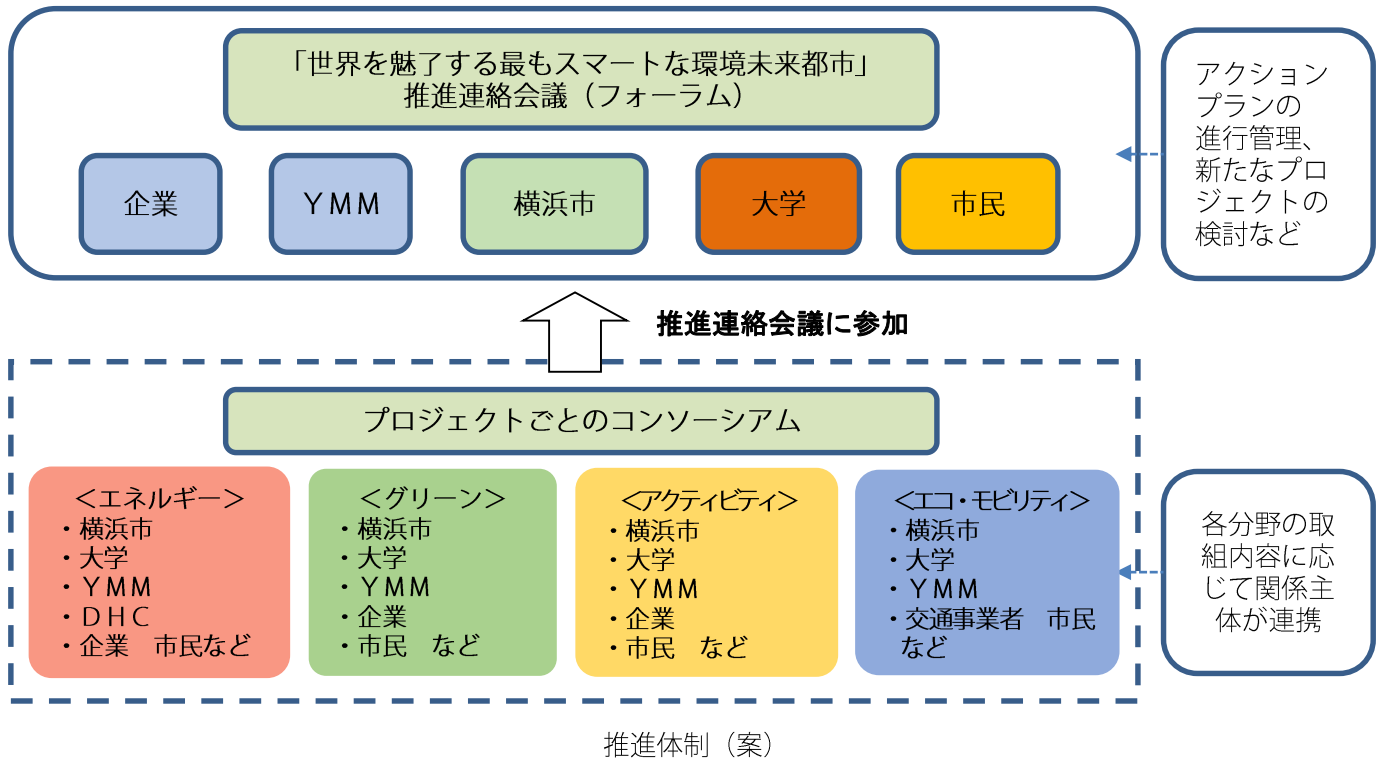 「世界を魅了する最もスマートな環境未来都市」
推進連絡会議（フォーラム）
企業
ＹＭＭ
横浜市
大学
市民
アクション
プランの
進行管理、
新たなプロ
ジェクトの
検討など
推進連絡会議に参加
プロジェクトごとのコンソーシアム
＜エネルギー＞
・横浜市
・大学
・ＹＭＭ
・ＤＨＣ
・企業　市民など
＜グリーン＞
・横浜市
・大学
・ＹＭＭ
・企業
・市民　など
＜アクティビティ＞
・横浜市
・大学
・ＹＭＭ
・企業
・市民　など
＜エコ・モビリティ＞
・横浜市
・大学
・ＹＭＭ
・交通事業者　市民
など
各分野の取
組内容に応
じて関係主
体が連携
推進体制（案）